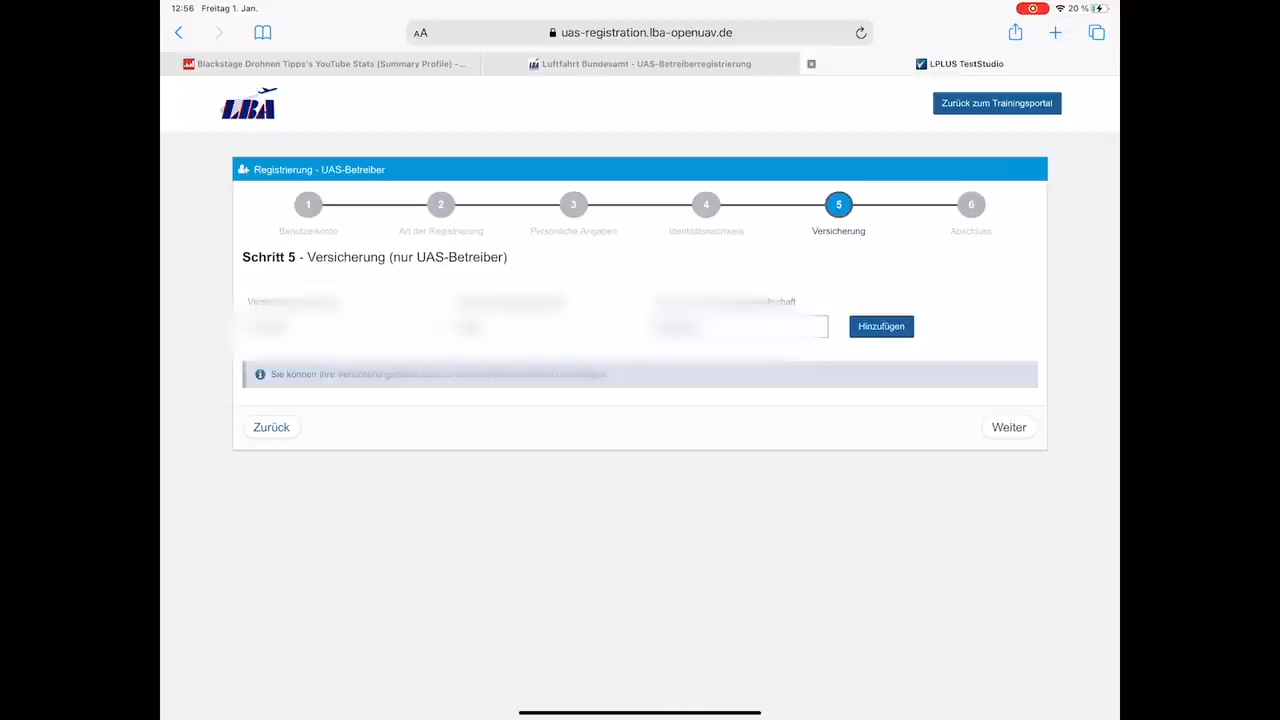 12:56 Freitag 1. Jan.
20 %
AA
uas-registration.lba-openuav.de
Blackstage Drohnen Tipps's YouTube Stats (Summary Profile) -...
Luftfahrt Bundesamt - UAS-Betreiberregistrierung
LPLUS TestStudio
LBA
Zurück zum Trainingsportal
Registrierung - UAS-Betreiber
1 2 3 4 5 6
Benutzerkonto Art der Registrierung Persönliche Angaben Identitätsnachweis Versicherung Abschluss
Schritt 5 - Versicherung (nur UAS-Betreiber)
Hinzufügen
Sie können Ihre
Zurück
Weiter